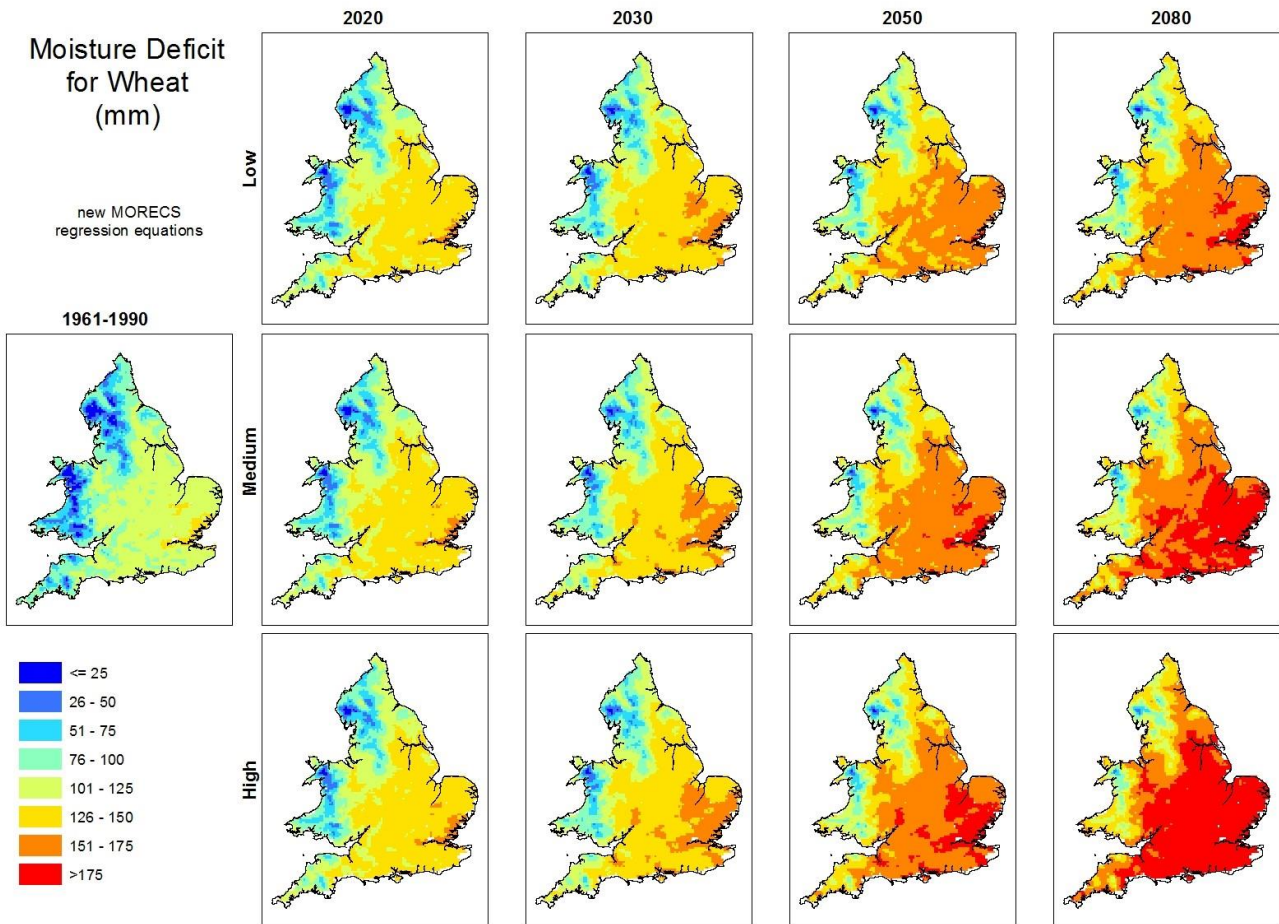 2020
2030
2050
2080
Moisture Deficit
for Wheat
(mm)
new MORECS
regression equations
Low
1961-1990
Medium
High
<= 25
26 - 50
51 - 75
76 - 100
101 - 125
126 - 150
151 - 175
>175